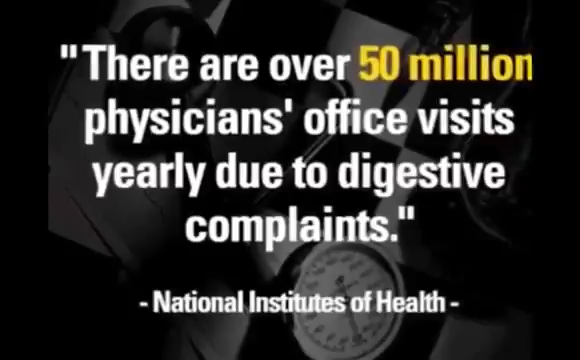 "There are over 50 million
physicians' office visits
yearly due to digestive
complaints."
- National Institutes of Health -